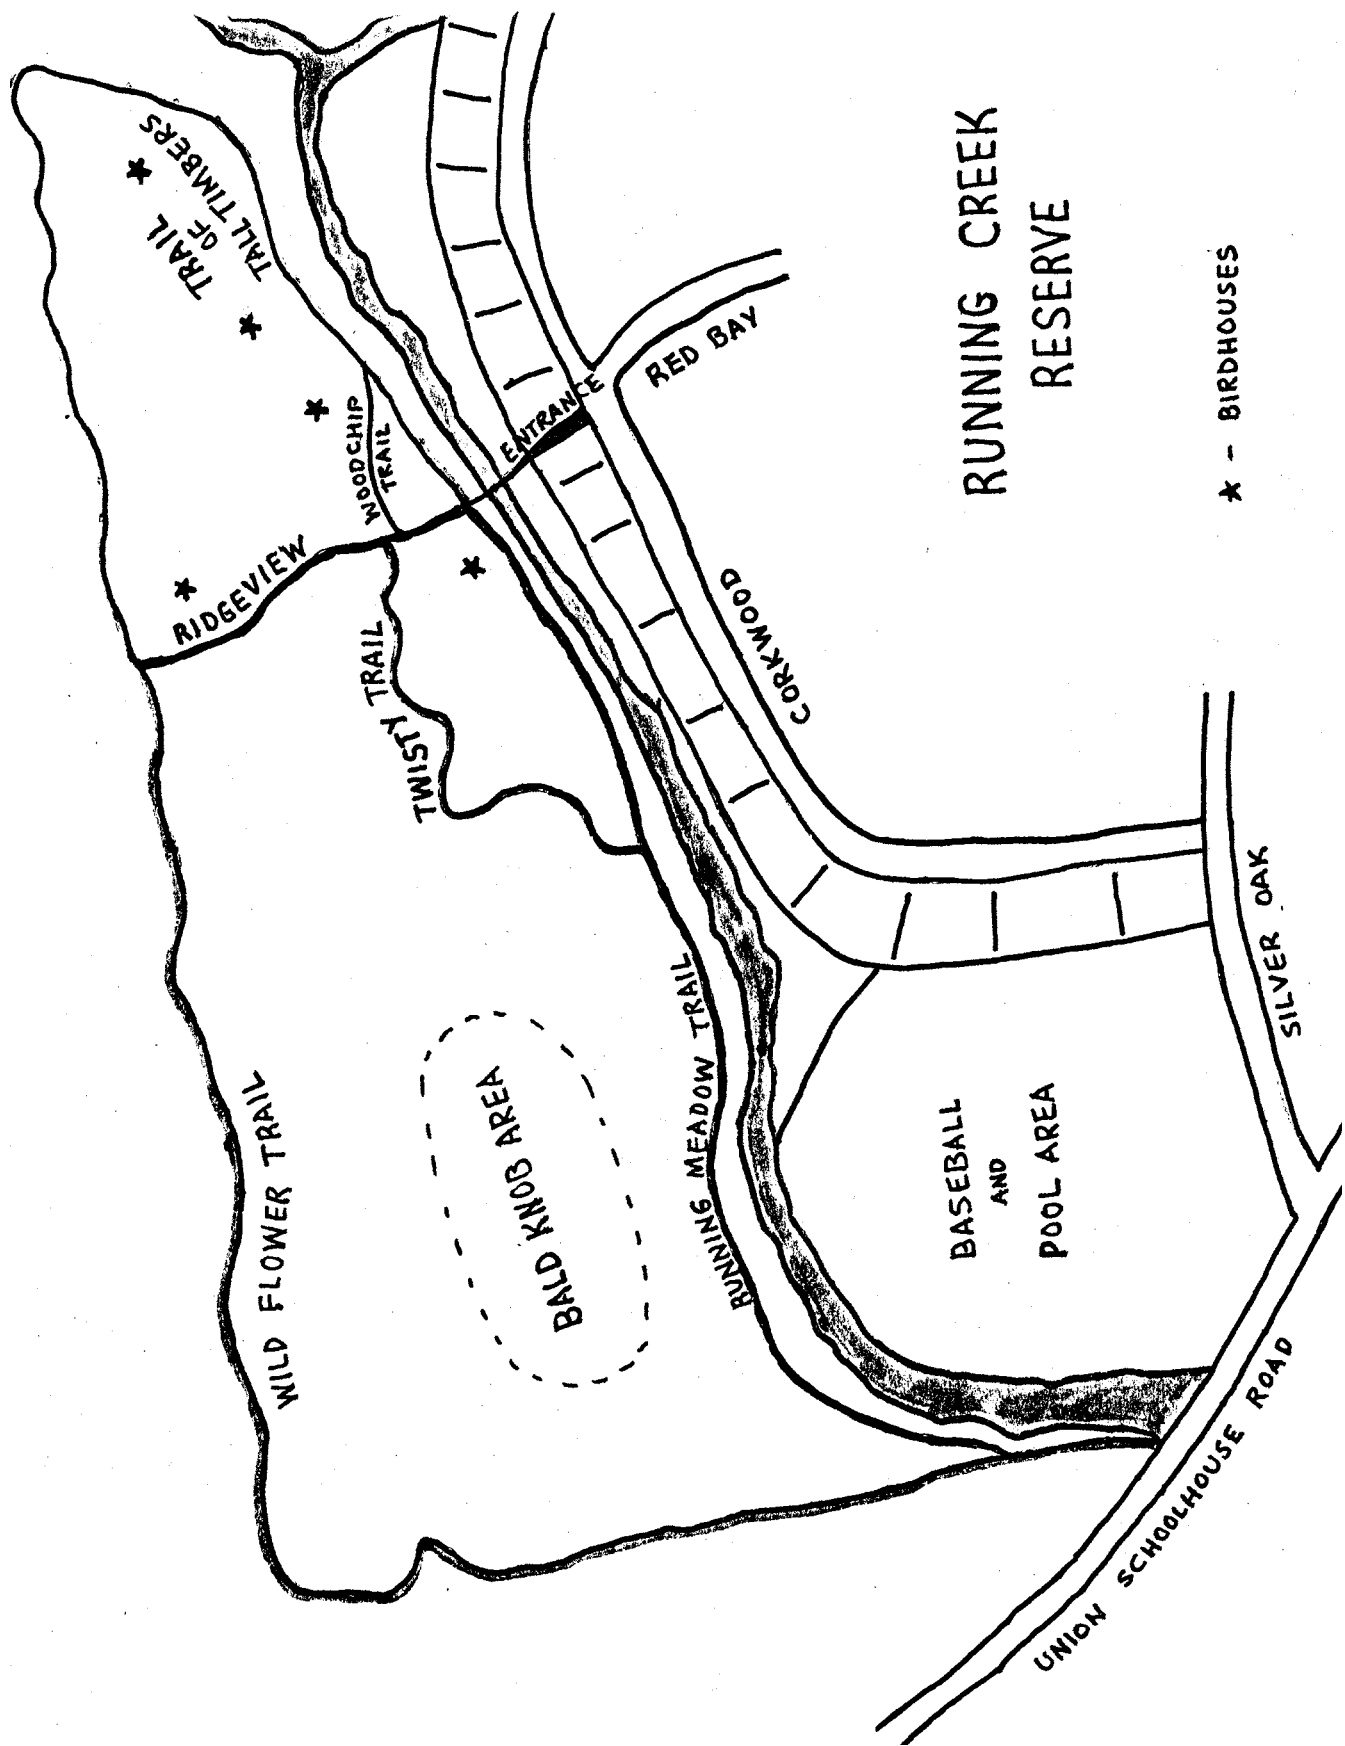 RUNNING CREEK
RESERVE
★ - BIRDHOUSES
TRAIL
OF
TALL TIMBERS
WOODCHIP
TRAIL
RIDGEVIEW
TWISTY TRAIL
ENTRANCE
RED BAY
CORKWOOD
WILD FLOWER TRAIL
BALD KNOB AREA
RUNNING MEADOW TRAIL
BASEBALL
AND
POOL AREA
SILVER OAK
UNION SCHOOLHOUSE ROAD